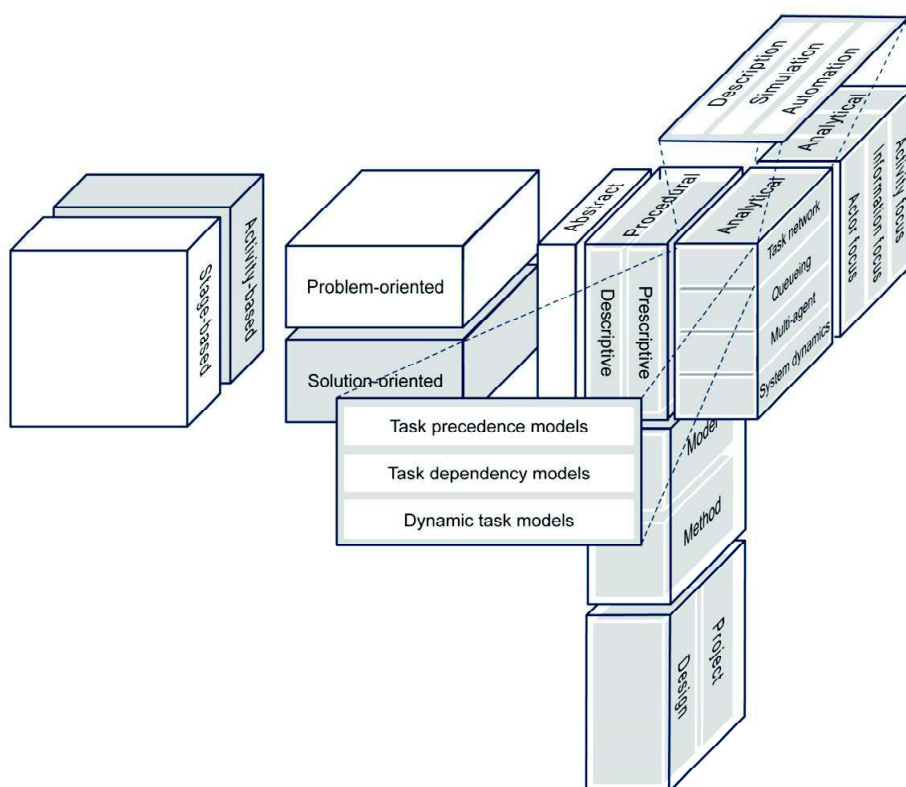 Description
Simulation
Automation
Analytical
Activity focus
Information focus
Actor focus
Activity-based
Stage-based
Problem-oriented
Solution-oriented
Abstract
Procedural
Descriptive
Prescriptive
Analytical
Task network
Queueing
Multi-agent
System dynamics
Task precedence models
Task dependency models
Dynamic task models
Model
Method
Project
Design